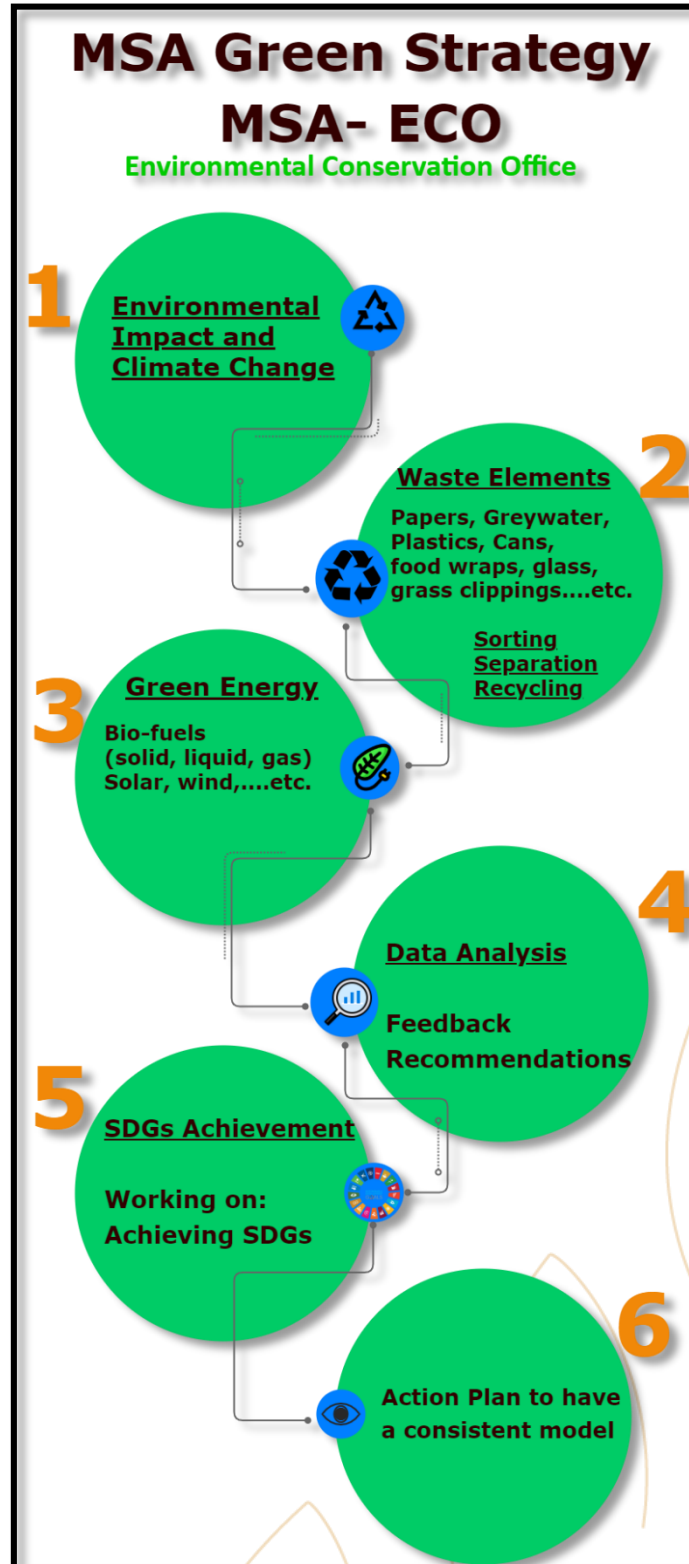 MSA Green Strategy
MSA- ECO
Environmental Conservation Office
1
Environmental
Impact and
Climate Change
2
Waste Elements
Papers, Greywater,
Plastics, Cans,
food wraps, glass,
grass clippings....etc.
Sorting
Separation
Recycling
3
Green Energy
Bio-fuels
(solid, liquid, gas)
Solar, wind,....etc.
4
Data Analysis
Feedback
Recommendations
5
SDGs Achievement
Working on:
Achieving SDGs
6
Action Plan to have
a consistent model